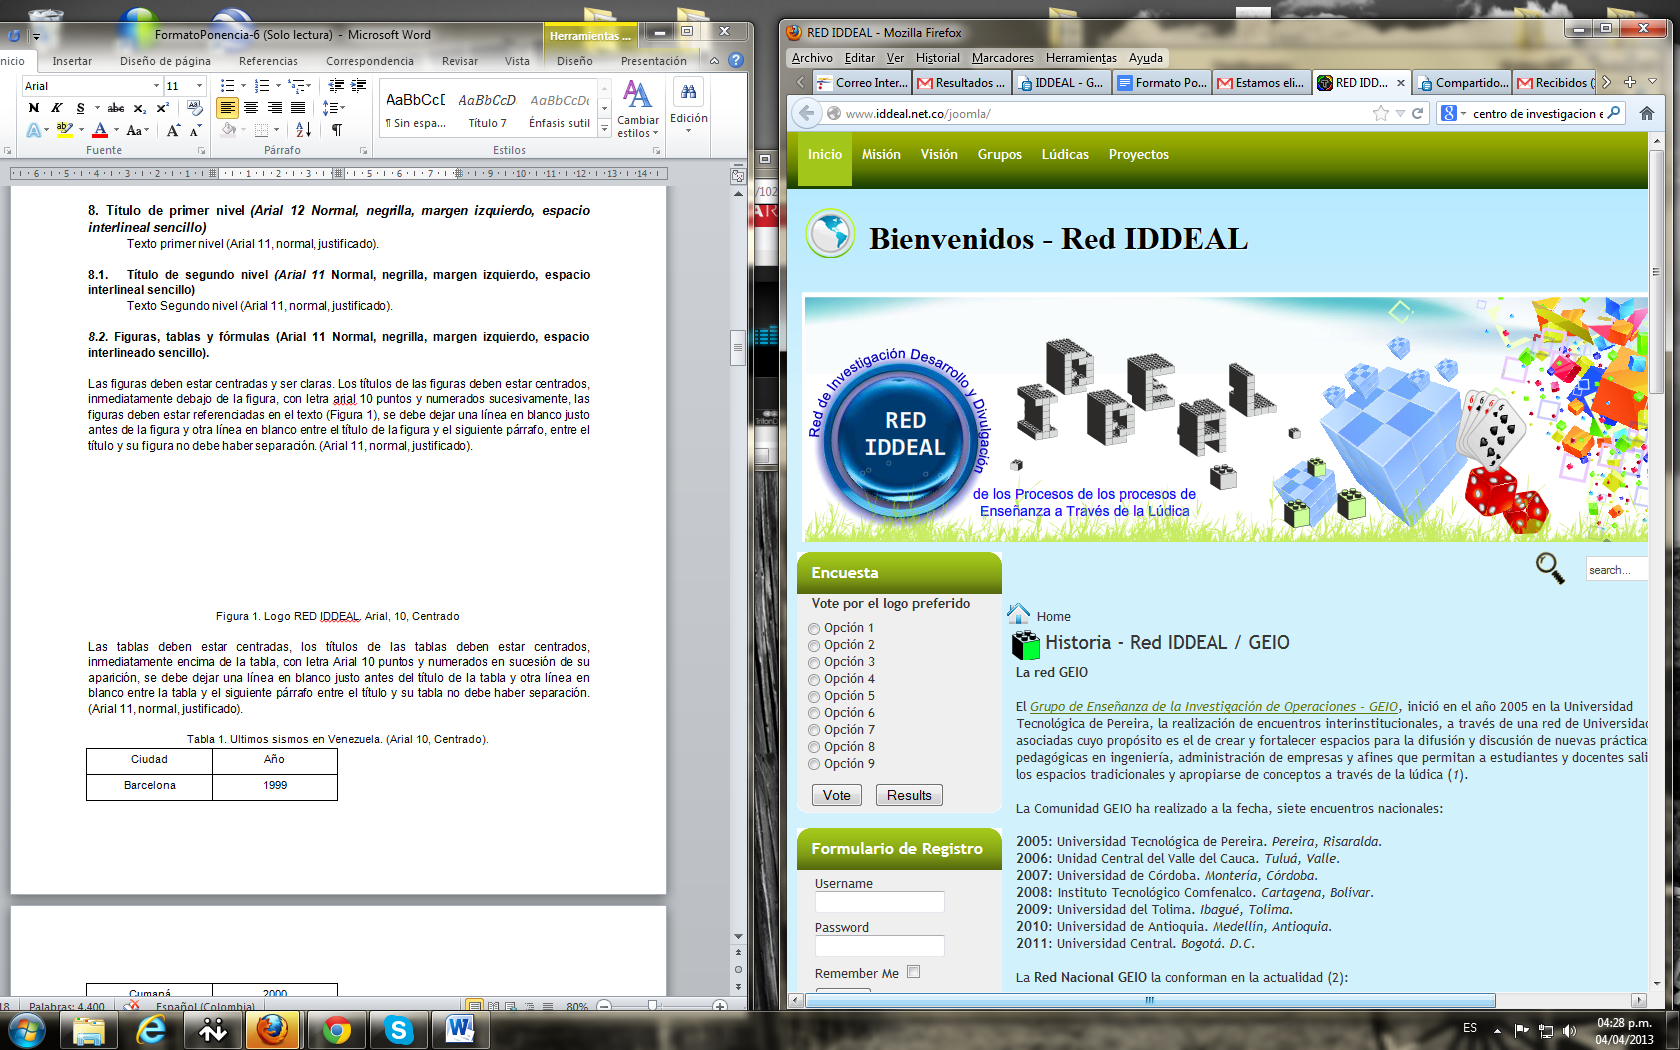 FormatoPonencia-6 (Solo lectura) - Microsoft Word
Herramientas ...
nicio
Insertar
Diseño de página
Referencias
Correspondencia
Revisar
Vista
Diseño
Presentación
Arial
11
Fuente
Párrafo
AaBbCcD
¶ Sin espa...
AaBbCcD
Título 7
AaBbCcDc
Énfasis sutil
Estilos
Cambiar
estilos
Edición
8. Título de primer nivel (Arial 12 Normal, negrilla, margen izquierdo, espacio
interlineal sencillo)
Texto primer nivel (Arial 11, normal, justificado).
8.1. Título de segundo nivel (Arial 11 Normal, negrilla, margen izquierdo, espacio
interlineal sencillo)
Texto Segundo nivel (Arial 11, normal, justificado).
8.2. Figuras, tablas y fórmulas (Arial 11 Normal, negrilla, margen izquierdo, espacio
interlineado sencillo).
Las figuras deben estar centradas y ser claras. Los títulos de las figuras deben estar centrados,
inmediatamente debajo de la figura, con letra arial 10 puntos y numerados sucesivamente, las
figuras deben estar referenciadas en el texto (Figura 1), se debe dejar una línea en blanco justo
antes de la figura y otra línea en blanco entre el título de la figura y el siguiente párrafo, entre el
título y su figura no debe haber separación. (Arial 11, normal, justificado).
Figura 1. Logo RED IDDEAL. Arial, 10, Centrado
Las tablas deben estar centradas, los títulos de las tablas deben estar centrados,
inmediatamente encima de la tabla, con letra Arial 10 puntos y numerados en sucesión de su
aparición, se debe dejar una línea en blanco justo antes del título de la tabla y otra línea en
blanco entre la tabla y el siguiente párrafo entre el título y su tabla no debe haber separación.
(Arial 11, normal, justificado).
Tabla 1. Ultimos sismos en Venezuela. (Arial 10, Centrado).
Ciudad Año
Barcelona 1999
Cumaná 2000
18 Palabras: 4.400 Español (Colombia) 80%
RED IDDEAL - Mozilla Firefox
Archivo Editar Ver Historial Marcadores Herramientas Ayuda
Correo Inter...
Resultados ...
IDDEAL - G...
Formato Po...
Estamos eli...
RED IDD...
Compartido...
Recibidos (
www.iddeal.net.co/joomla/
centro de investigacion e
Inicio Misión Visión Grupos Lúdicas Proyectos
Bienvenidos - Red IDDEAL
Red de Investigación Desarrollo y Divulgación
RED
IDDEAL
IDDEAL
de los Procesos de los procesos de
Enseñanza a Través de la Lúdica
search...
Encuesta
Vote por el logo preferido
Opción 1
Opción 2
Opción 3
Opción 4
Opción 5
Opción 6
Opción 7
Opción 8
Opción 9
Vote Results
Formulario de Registro
Username
Password
Remember Me
Home
Historia - Red IDDEAL / GEIO
La red GEIO
El Grupo de Enseñanza de la Investigación de Operaciones - GEIO, inició en el año 2005 en la Universidad
Tecnológica de Pereira, la realización de encuentros interinstitucionales, a través de una red de Universidad
asociadas cuyo propósito es el de crear y fortalecer espacios para la difusión y discusión de nuevas prácticas
pedagógicas en ingeniería, administración de empresas y afines que permitan a estudiantes y docentes sali
los espacios tradicionales y apropiarse de conceptos a través de la lúdica (1).
La Comunidad GEIO ha realizado a la fecha, siete encuentros nacionales:
2005: Universidad Tecnológica de Pereira. Pereira, Risaralda.
2006: Unidad Central del Valle del Cauca. Tuluá, Valle.
2007: Universidad de Córdoba. Montería, Córdoba.
2008: Instituto Tecnológico Comfenalco. Cartagena, Bolívar.
2009: Universidad del Tolima. Ibagué, Tolima.
2010: Universidad de Antioquia. Medellín, Antioquia.
2011: Universidad Central. Bogotá. D.C.
La Red Nacional GEIO la conforman en la actualidad (2):
ES
04:28 p.m.
04/04/2013